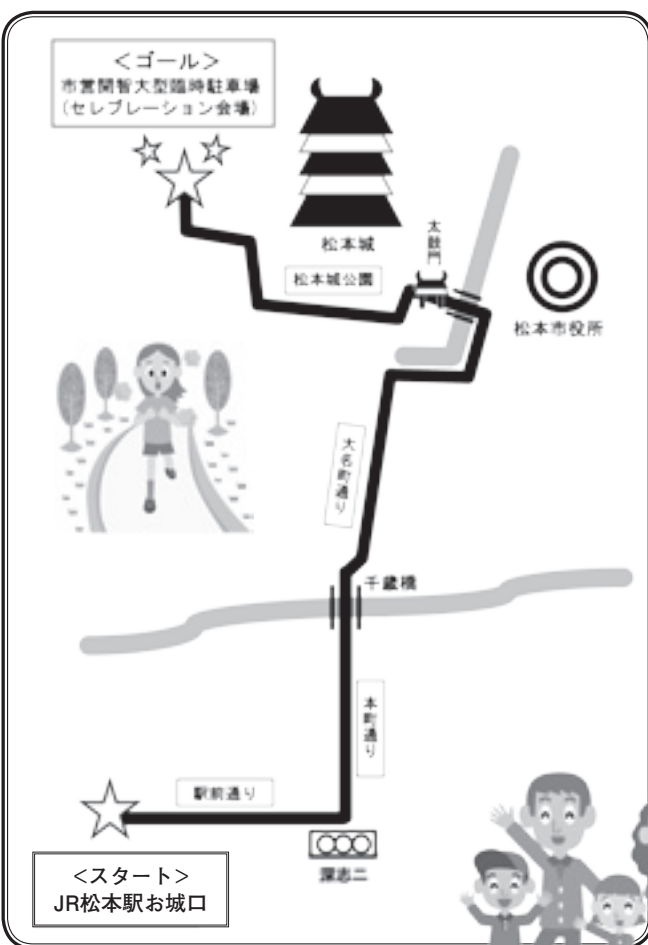 ＜ゴール＞
市営開智大型臨時駐車場
（セレブレーション会場）
松本城
太鼓門
松本城公園
松本市役所
大名町通り
千歳橋
本町通り
駅前通り
深志二
＜スタート＞
JR松本駅お城口